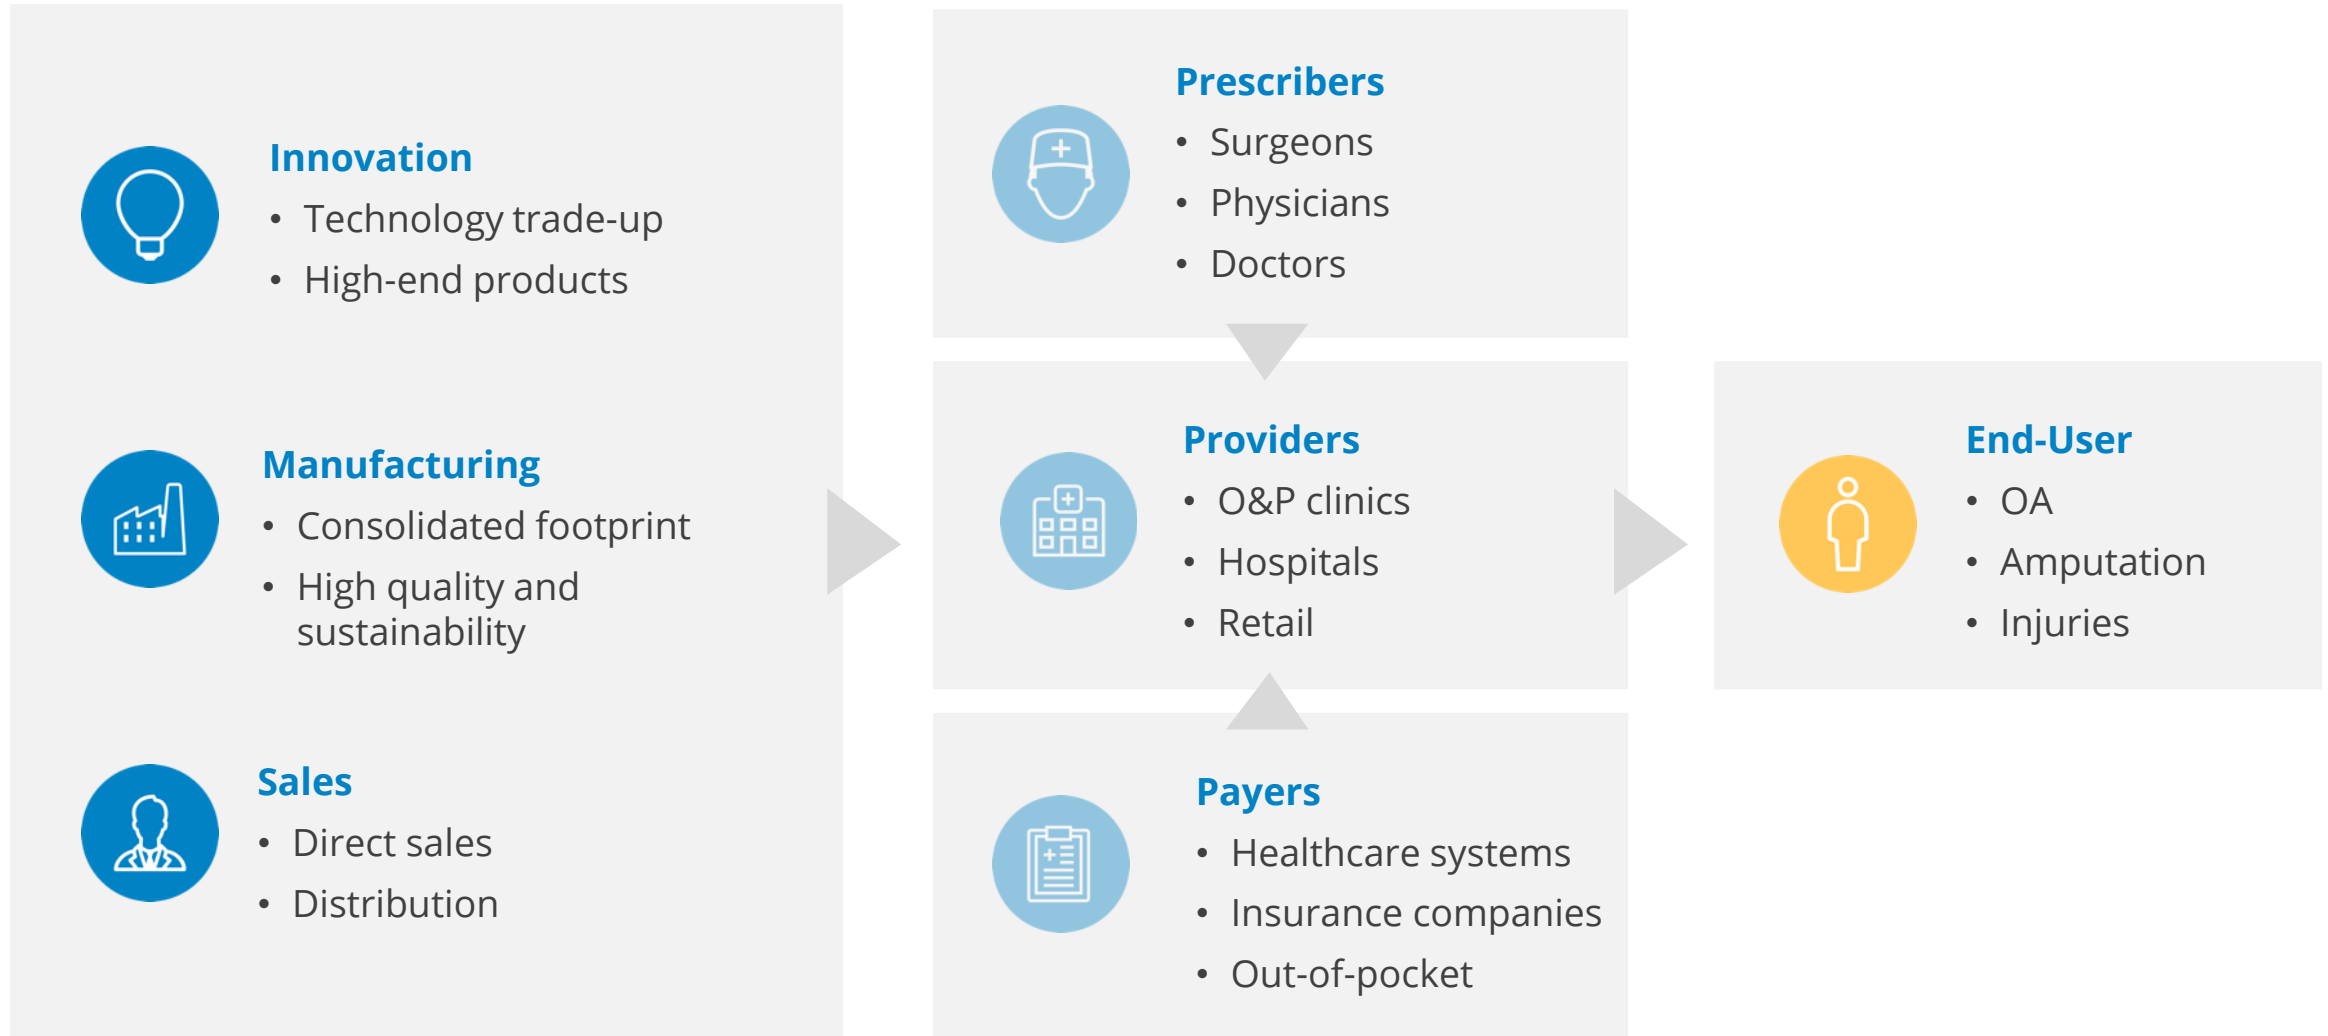 Innovation
• Technology trade-up
• High-end products
Manufacturing
• Consolidated footprint
• High quality and
sustainability
Sales
• Direct sales
• Distribution
Prescribers
• Surgeons
• Physicians
• Doctors
Providers
• O&P clinics
• Hospitals
• Retail
Payers
• Healthcare systems
• Insurance companies
• Out-of-pocket
End-User
• OA
• Amputation
• Injuries